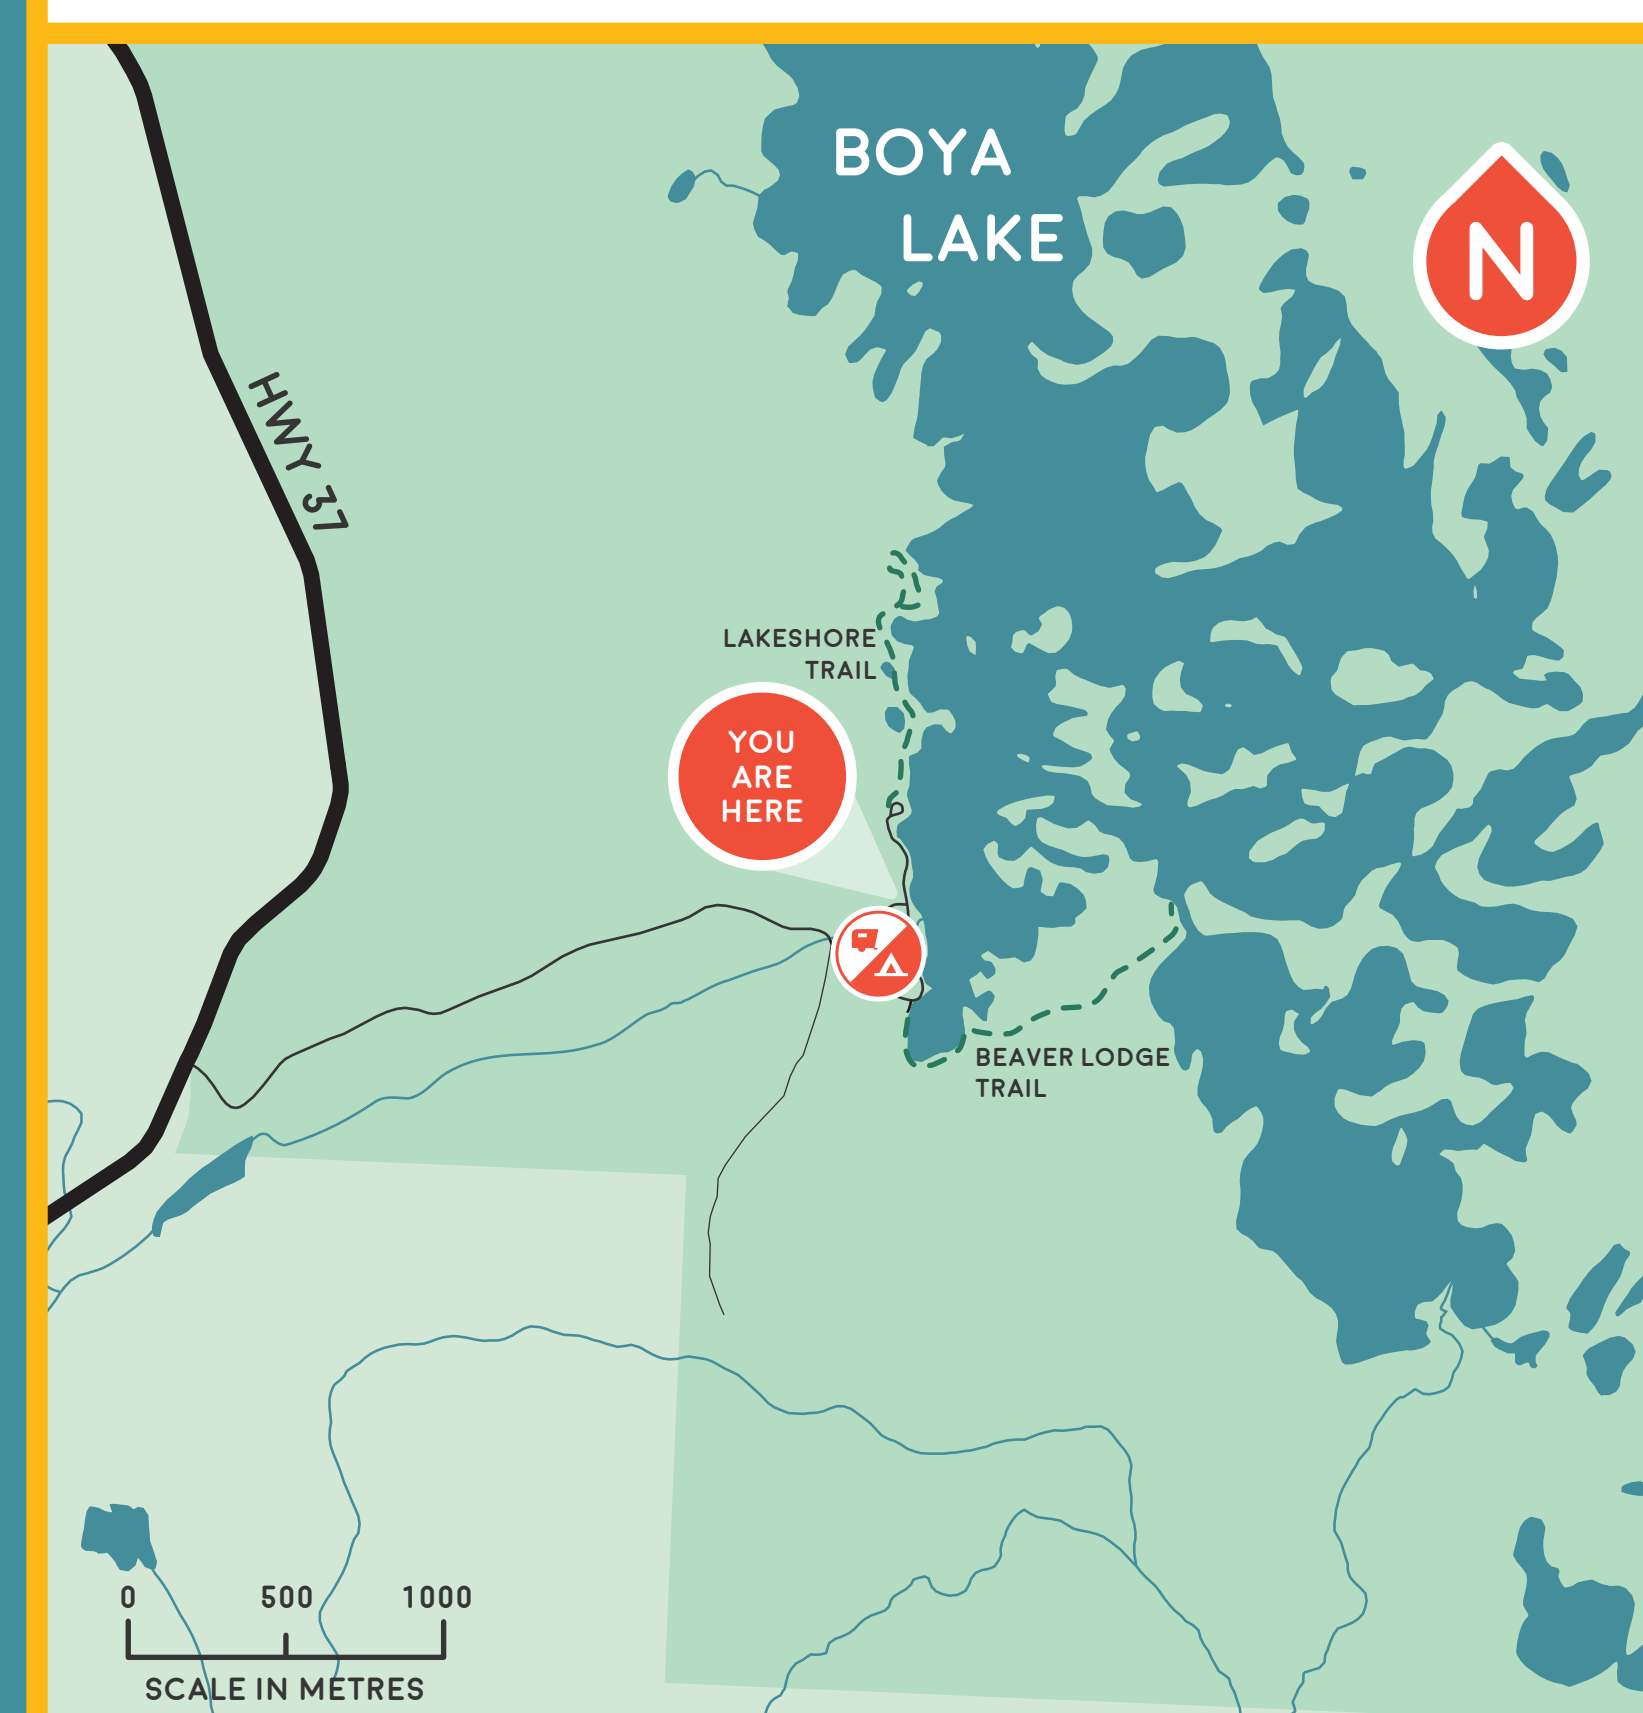 BOYA
LAKE
N
HWY 37
LAKESHORE
TRAIL
YOU
ARE
HERE
BEAVER LODGE
TRAIL
0 500 1000
SCALE IN METRES